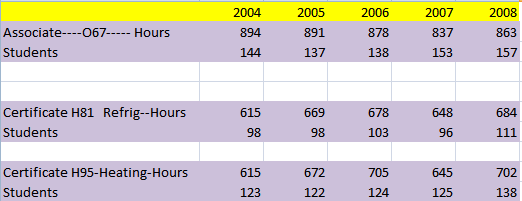 2004 2005 2006 2007 2008
Associate----O67----- Hours 894 891 878 837 863
Students 144 137 138 153 157
Certificate H81 Refrig--Hours 615 669 678 648 684
Students 98 98 103 96 111
Certificate H95-Heating-Hours 615 672 705 645 702
Students 123 122 124 125 138